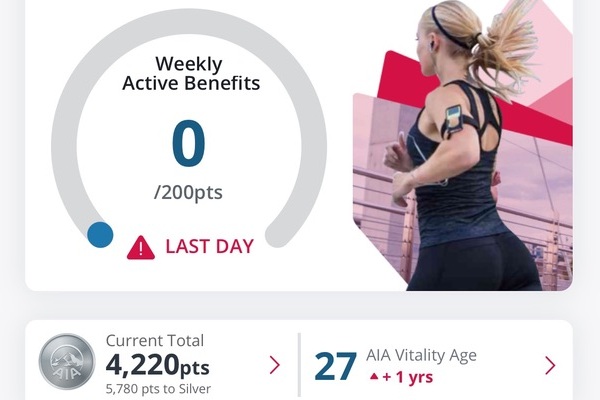 Weekly
Active Benefits
0
/200pts
LAST DAY
Current Total
4,220pts
5,780 pts to Silver
AIA
27
AIA Vitality Age
+ 1 yrs